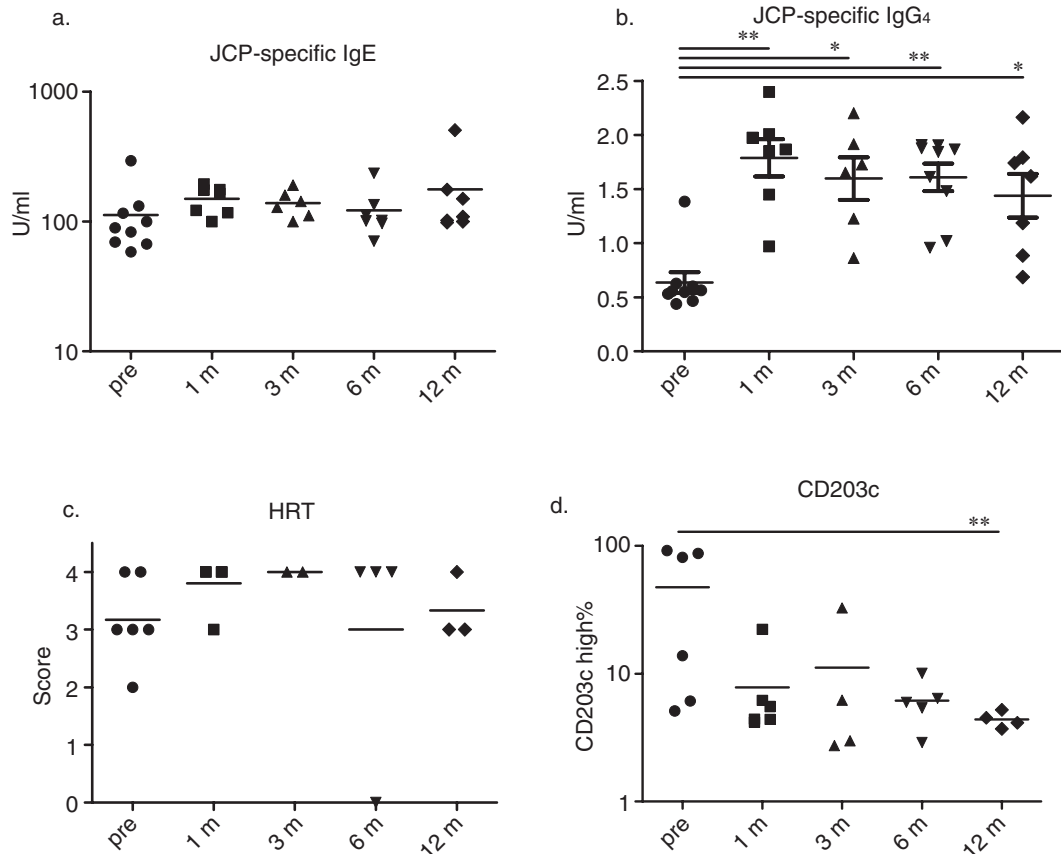 a.
JCP-specific IgE
U/ml
1000
100
10
pre
1 m
3 m
6 m
12 m
b.
JCP-specific IgG4
**
*
**
*
U/ml
2.5
2.0
1.5
1.0
0.5
0.0
pre
1 m
3 m
6 m
12 m
c.
HRT
Score
4
3
2
1
0
pre
1 m
3 m
6 m
12 m
d.
CD203c
**
CD203c high%
100
10
1
pre
1 m
3 m
6 m
12 m